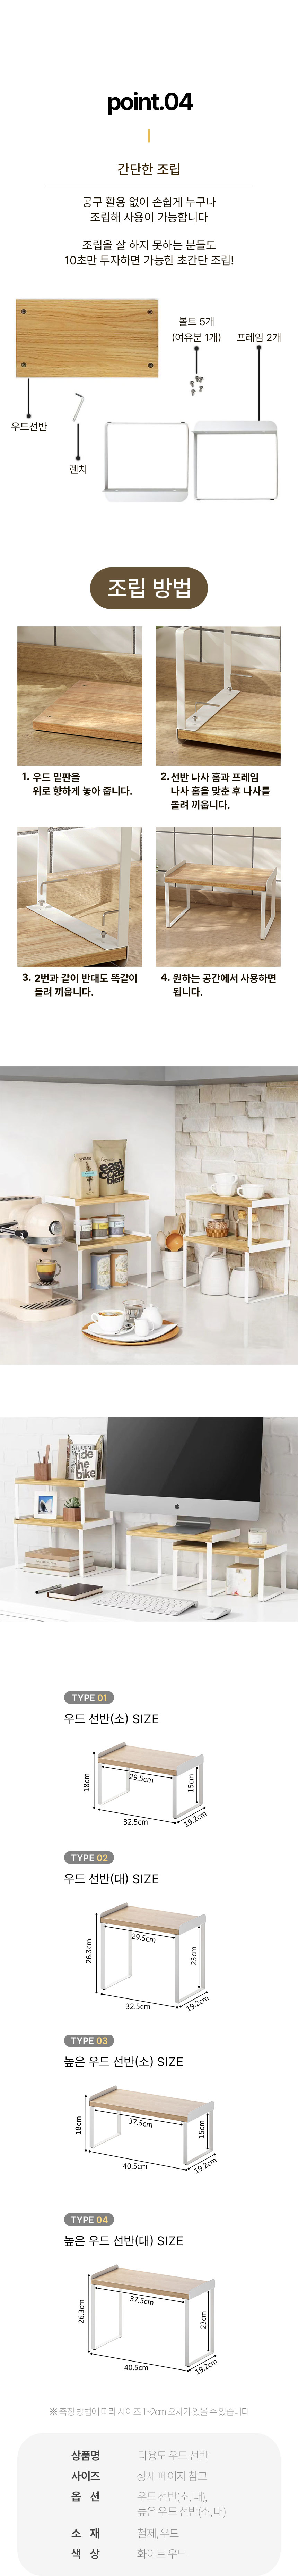 point.04
간단한 조립
공구 활용 없이 손쉽게 누구나
조립해 사용이 가능합니다
조립을 잘 하지 못하는 분들도
10초만 투자하면 가능한 초간단 조립!
볼트 5개
(여유분 1개)
프레임 2개
우드선반
렌치
조립 방법
1. 우드 밑판을
위로 향하게 놓아 줍니다.
2. 선반 나사 홈과 프레임
나사 홈을 맞춘 후 나사를
돌려 끼웁니다.
3. 2번과 같이 반대도 똑같이
돌려 끼웁니다.
4. 원하는 공간에서 사용하면
됩니다.
east
coast
blend
STEVEN RINELLA
ride
the
bike
TYPE 01
우드 선반(소) SIZE
18cm
29.5cm
15cm
32.5cm
19.2cm
TYPE 02
우드 선반(대) SIZE
26.3cm
29.5cm
23cm
32.5cm
19.2cm
TYPE 03
높은 우드 선반(소) SIZE
18cm
37.5cm
15cm
40.5cm
19.2cm
TYPE 04
높은 우드 선반(대) SIZE
26.3cm
37.5cm
23cm
40.5cm
19.2cm
※ 측정 방법에 따라 사이즈 1~2cm 오차가 있을 수 있습니다
상품명 다용도 우드 선반
사이즈 상세 페이지 참고
옵 션 우드 선반(소, 대),
높은 우드 선반(소, 대)
소 재 철제, 우드
색 상 화이트 우드